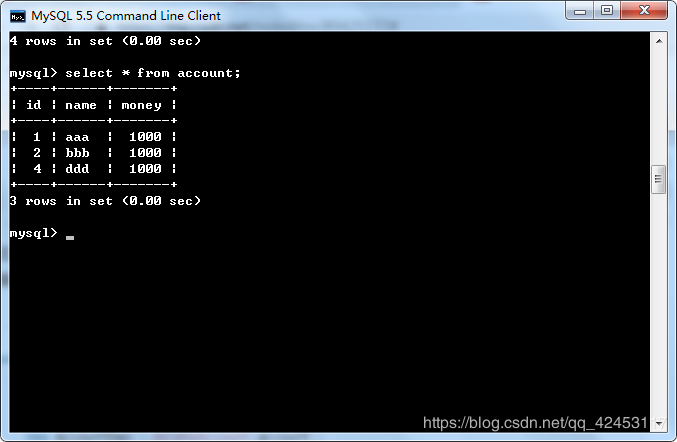 MySQL 5.5 Command Line Client
4 rows in set (0.00 sec)
mysql> select * from account;
+----+------+-------+
| id | name | money |
+----+------+-------+
|  1 | aaa  |  1000 |
|  2 | bbb  |  1000 |
|  4 | ddd  |  1000 |
+----+------+-------+
3 rows in set (0.00 sec)
mysql> _
https://blog.csdn.net/qq_424531